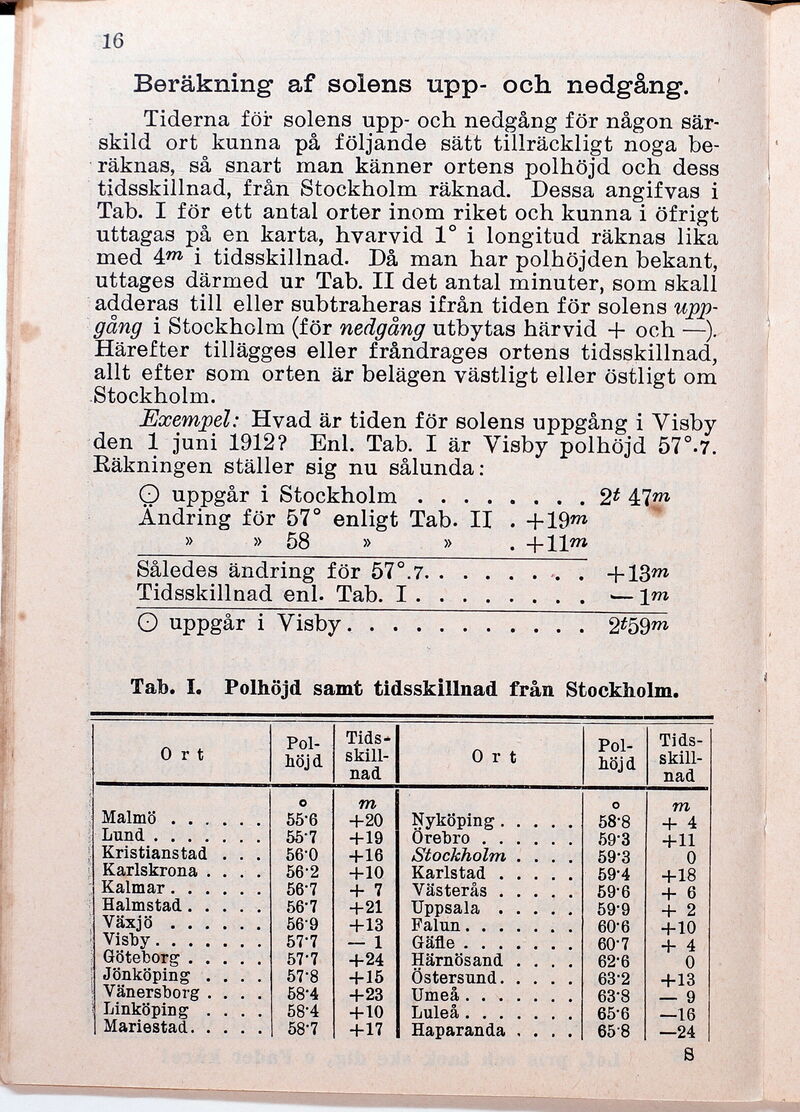 16
Beräkning af solens upp- och nedgång.
Tiderna för solens upp- och nedgång för någon sär-
skild ort kunna på följande sätt tillräckligt noga be-
räknas, så snart man känner ortens polhöjd och dess
tidsskillnad, från Stockholm räknad. Dessa angifvas i
Tab. I för ett antal orter inom riket och kunna i öfrigt
uttagas på en karta, hvarvid 1° i longitud räknas lika
med 4m i tidsskillnad. Då man har polhöjden bekant,
uttages därmed ur Tab. II det antal minuter, som skall
adderas till eller subtraheras ifrån tiden för solens upp-
gång i Stockholm (för nedgång utbytas härvid + och —).
Härefter tillägges eller fråndrages ortens tidsskillnad,
allt efter som orten är belägen västligt eller östligt om
Stockholm.
Exempel: Hvad är tiden för solens uppgång i Visby
den 1 juni 1912? Enl. Tab. I är Visby polhöjd 57°.7.
Räkningen ställer sig nu sålunda:
☉ uppgår i Stockholm . . . . . . . . 2t 47m
Ändring för 57° enligt Tab. II . +19m
» » 58 » » . +11m
Således ändring för 57°.7. . . . . . . . +13m
Tidsskillnad enl. Tab. I . . . . . . . . — 1m
☉ uppgår i Visby. . . . . . . . . . . . 2t59m
Tab. I. Polhöjd samt tidsskillnad från Stockholm.
Ort | Pol-höjd | Tids-skill-nad | Ort | Pol-höjd | Tids-skill-nad
o m o m
Malmö . . . . . . 55·6 +20 Nyköping . . . . . 58·8 + 4
Lund . . . . . . . 55·7 +19 Örebro . . . . . . 59·3 +11
Kristianstad . . . 56·0 +16 Stockholm . . . . 59·3 0
Karlskrona . . . . 56·2 +10 Karlstad . . . . . 59·4 +18
Kalmar . . . . . . 56·7 + 7 Västerås . . . . . 59·6 + 6
Halmstad . . . . . 56·7 +21 Uppsala . . . . . 59·9 + 2
Växjö . . . . . . 56·9 +13 Falun . . . . . . 60·6 +10
Visby . . . . . . . 57·7 — 1 Gäfle . . . . . . . 60·7 + 4
Göteborg . . . . . 57·7 +24 Härnösand . . . . 62·6 0
Jönköping . . . . 57·8 +15 Östersund . . . . . 63·2 +13
Vänersborg . . . . 58·4 +23 Umeå . . . . . . . 63·8 — 9
Linköping . . . . 58·4 +10 Luleå . . . . . . . 65·6 —16
Mariestad . . . . . 58·7 +17 Haparanda . . . . 65·8 —24
S